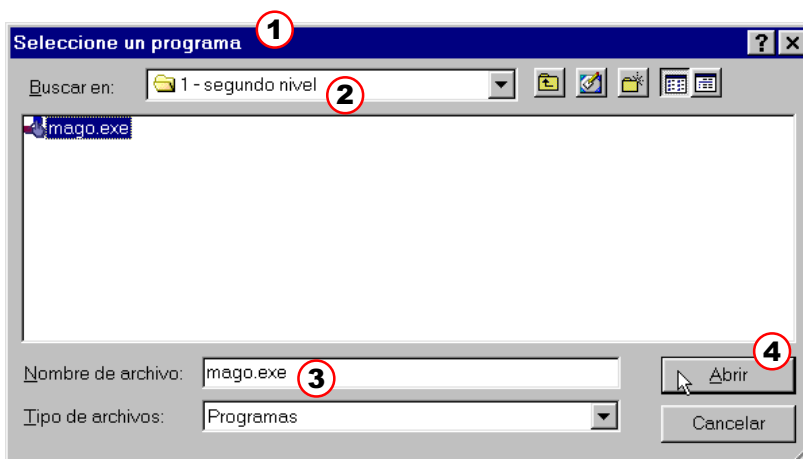 1
Seleccione un programa
Buscar en: 1 - segundo nivel
2
mago.exe
Nombre de archivo: mago.exe
3
4
Abrir
Tipo de archivos: Programas
Cancelar